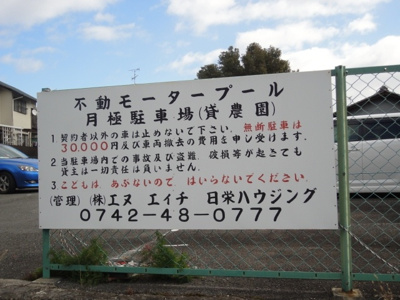 不動モータープール
月極駐車場(貸農園)
1.契約者以外の車は止めないで下さい。無断駐車は
30,000円及び車両撤去の費用を申し受けます。
2.当駐車場内での事故及び盗難、破損等が起きても
貸主は一切責任は負いません。
3.こどもは、あぶないので はいらないでください。
(管理) (株)エヌ エイチ 日栄ハウジング
0742-48-0777